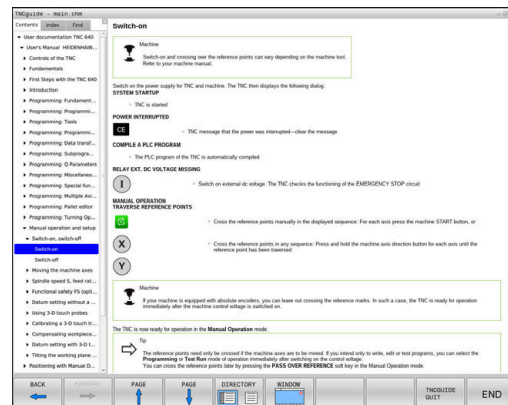 TNCguide - main.chm
Contents Index Find
User documentation TNC 640
User's Manual HEIDENHAIN...
Controls of the TNC
Fundamentals
First Steps with the TNC 640
Introduction
Programming: Fundament...
Programming: Programmi...
Programming: Tools
Programming: Programmi...
Programming: Data transf...
Programming: Subprogra...
Programming: Q Parameters
Programming: Miscellaneo...
Programming: Special fun...
Programming: Multiple Axi...
Programming: Pallet editor
Programming: Turning Op...
Manual operation and setup
Switch-on, switch-off
Switch-on
Switch-off
Moving the machine axes
Spindle speed S, feed rat...
Functional safety FS (opti...
Datum setting without a ...
Using 3-D touch probes
Calibrating a 3-D touch tr...
Compensating workpiece...
Datum setting with 3-D t...
Tilting the working plane ...
Positioning with Manual D...
Switch-on
Machine
Switch-on and crossing over the reference points can vary depending on the machine tool.
Refer to your machine manual.
Switch on the power supply for TNC and machine. The TNC then displays the following dialog:
SYSTEM STARTUP
TNC is started
POWER INTERRUPTED
CE
TNC message that the power was interrupted—clear the message
COMPILE A PLC PROGRAM
The PLC program of the TNC is automatically compiled
RELAY EXT. DC VOLTAGE MISSING
I
Switch on external dc voltage. The TNC checks the functioning of the EMERGENCY STOP circuit
MANUAL OPERATION
TRAVERSE REFERENCE POINTS
Cross the reference points manually in the displayed sequence: For each axis press the machine START button, or
X
Cross the reference points in any sequence: Press and hold the machine axis direction button for each axis until the
reference point has been traversed
Y
Machine
If your machine is equipped with absolute encoders, you can leave out crossing the reference marks. In such a case, the TNC is ready for operation
immediately after the machine control voltage is switched on.
The TNC is now ready for operation in the Manual Operation mode.
Tip
The reference points need only be crossed if the machine axes are to be moved. If you intend only to write, edit or test programs, you can select the
Programming or Test Run mode of operation immediately after switching on the control voltage.
You can cross the reference points later by pressing the PASS OVER REFERENCE soft key in the Manual Operation mode.
BACK
FORWARD
PAGE
PAGE
DIRECTORY
WINDOW
TNCGUIDE
QUIT
END